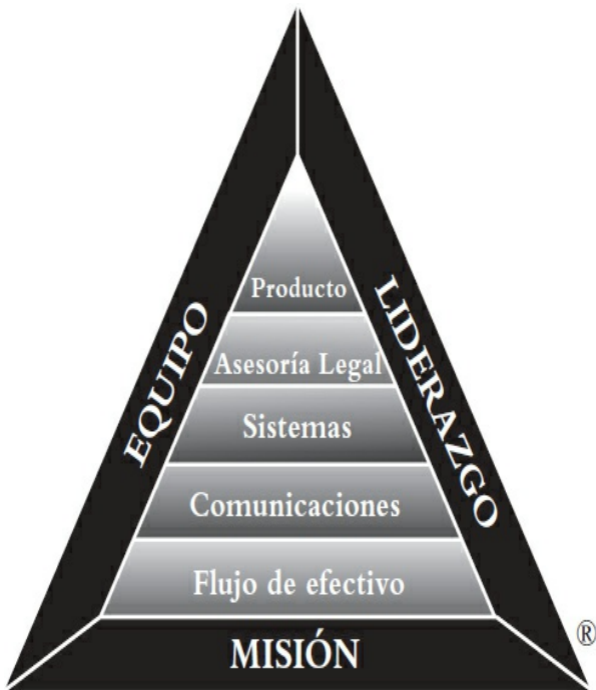 Producto
Asesoría Legal
Sistemas
Comunicaciones
Flujo de efectivo
EQUIPO
LIDERAZGO
MISIÓN
®